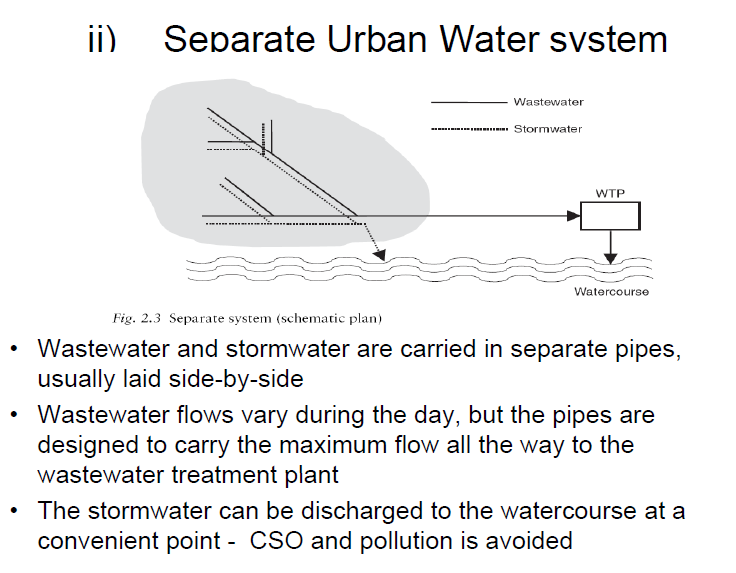 ii) Separate Urban Water system
Wastewater
Stormwater
WTP
Watercourse
Fig. 2.3 Separate system (schematic plan)
• Wastewater and stormwater are carried in separate pipes,
usually laid side-by-side
• Wastewater flows vary during the day, but the pipes are
designed to carry the maximum flow all the way to the
wastewater treatment plant
• The stormwater can be discharged to the watercourse at a
convenient point - CSO and pollution is avoided